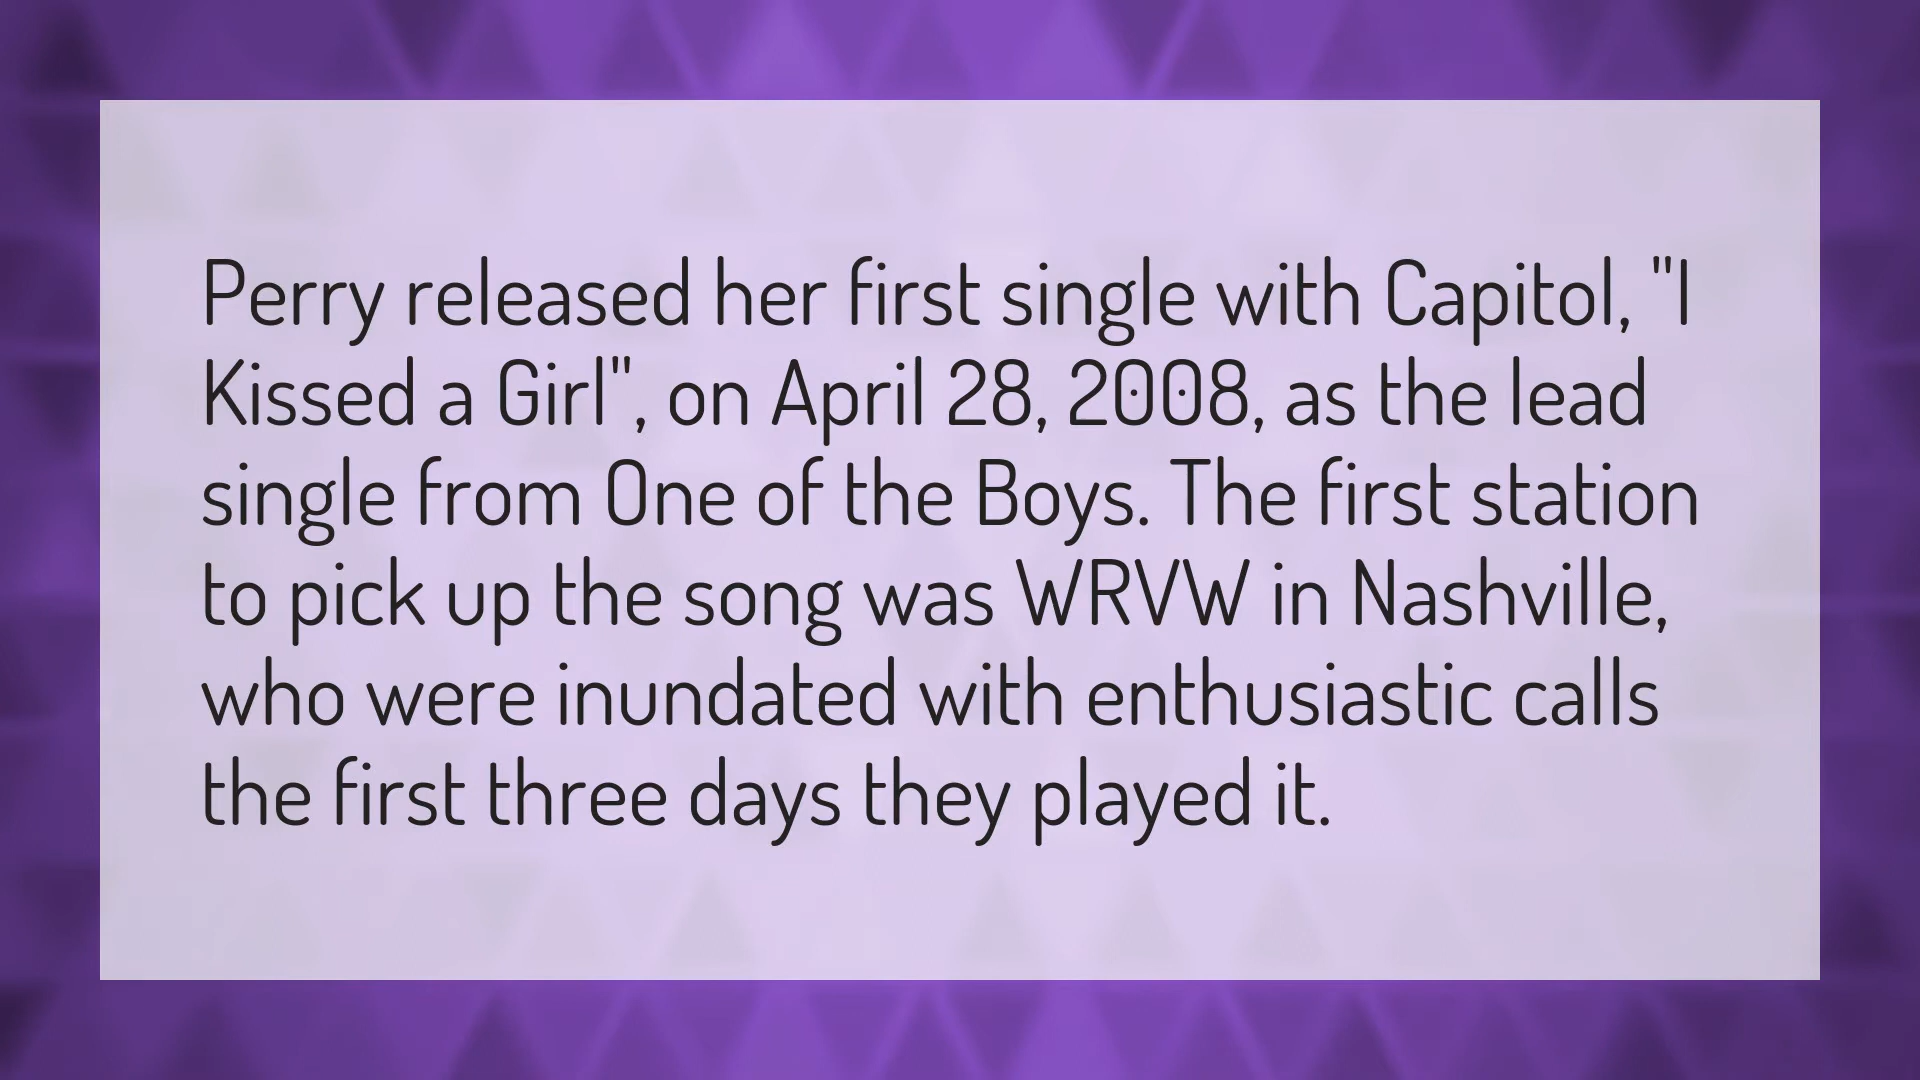 Perry released her first single with Capitol, "I
Kissed a Girl", on April 28, 2008, as the lead
single from One of the Boys. The first station
to pick up the song was WRVW in Nashville,
who were inundated with enthusiastic calls
the first three days they played it.